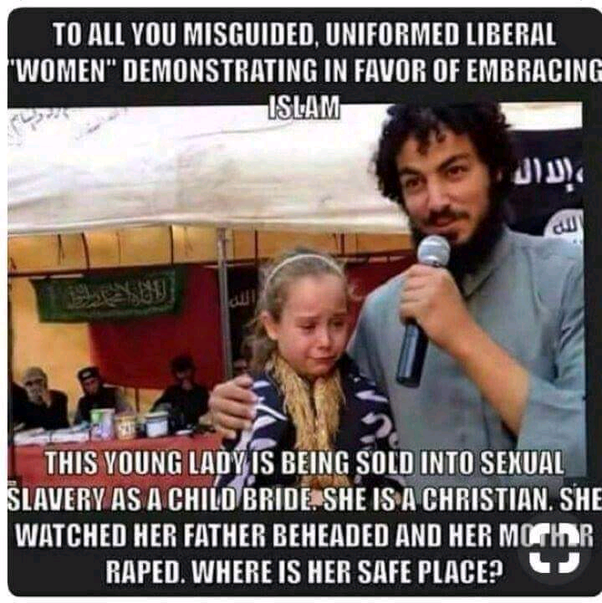 TO ALL YOU MISGUIDED, UNIFORMED LIBERAL
"WOMEN" DEMONSTRATING IN FAVOR OF EMBRACING
ISLAM
THIS YOUNG LADY IS BEING SOLD INTO SEXUAL
SLAVERY AS A CHILD BRIDE. SHE IS A CHRISTIAN. SHE
WATCHED HER FATHER BEHEADED AND HER MOTHER
RAPED. WHERE IS HER SAFE PLACE?